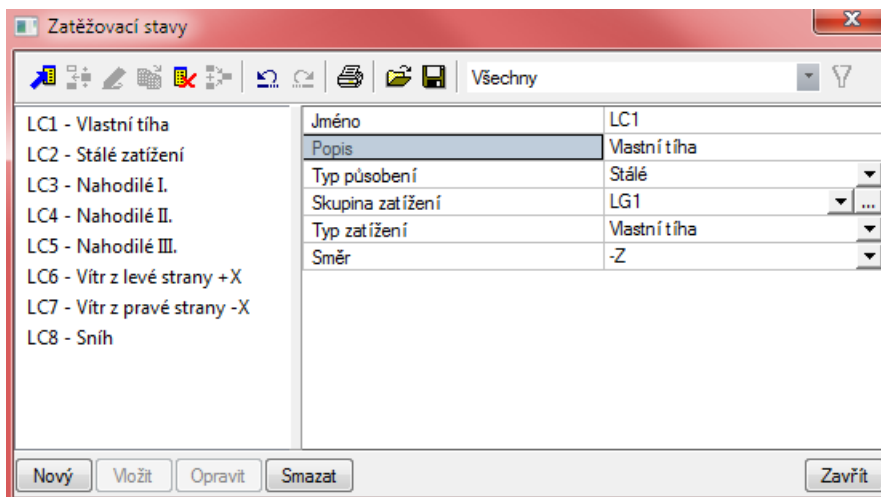 Zatěžovací stavy
Všechny
LC1 - Vlastní tíha
LC2 - Stálé zatížení
LC3 - Nahodilé I.
LC4 - Nahodilé II.
LC5 - Nahodilé III.
LC6 - Vítr z levé strany +X
LC7 - Vítr z pravé strany -X
LC8 - Sníh
Jméno LC1
Popis Vlastní tíha
Typ působení Stálé
Skupina zatížení LG1 ...
Typ zatížení Vlastní tíha
Směr -Z
Nový Vložit Opravit Smazat Zavřít